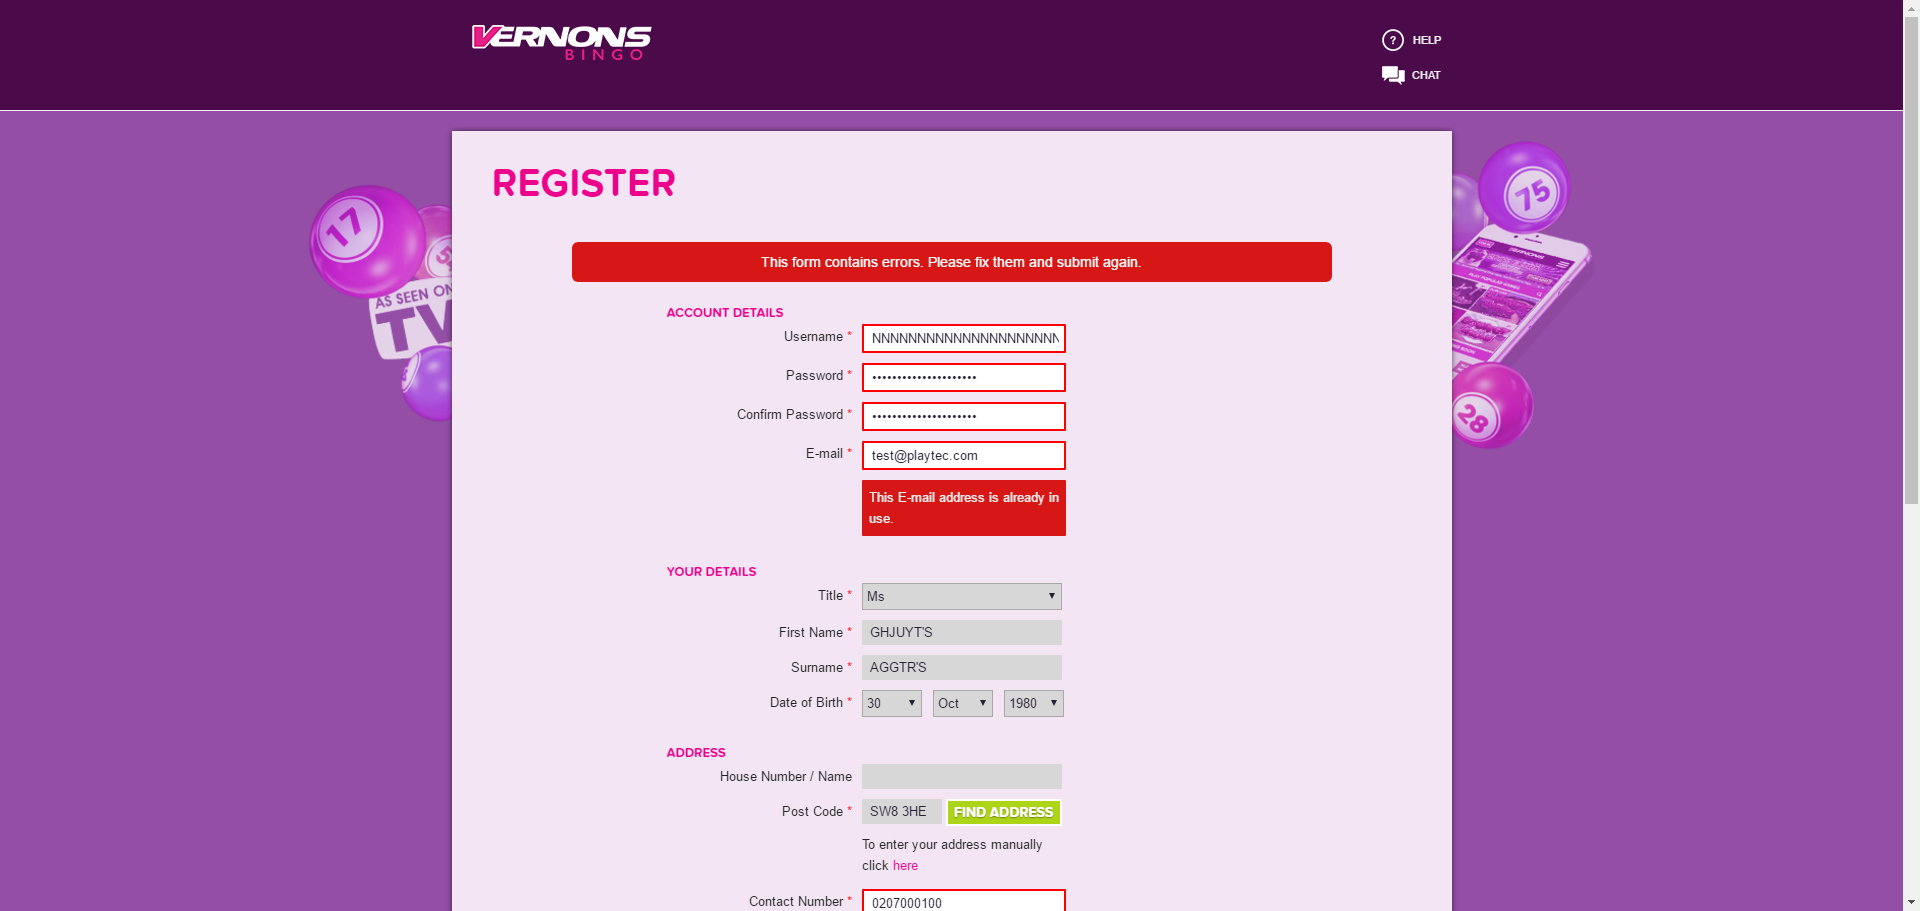 VERNONS
BINGO
HELP
CHAT
REGISTER
This form contains errors. Please fix them and submit again.
ACCOUNT DETAILS
Username * NNNNNNNNNNNNNNNNNNNNN
Password * •••••••••••••••••••••
Confirm Password * •••••••••••••••••••••
E-mail * test@playtec.com
This E-mail address is already in
use.
YOUR DETAILS
Title * Ms
First Name * GHJUYT'S
Surname * AGGTR'S
Date of Birth * 30 Oct 1980
ADDRESS
House Number / Name
Post Code * SW8 3HE FIND ADDRESS
To enter your address manually
click here
Contact Number * 0207000100
17
AS SEEN ON
TV
75
28